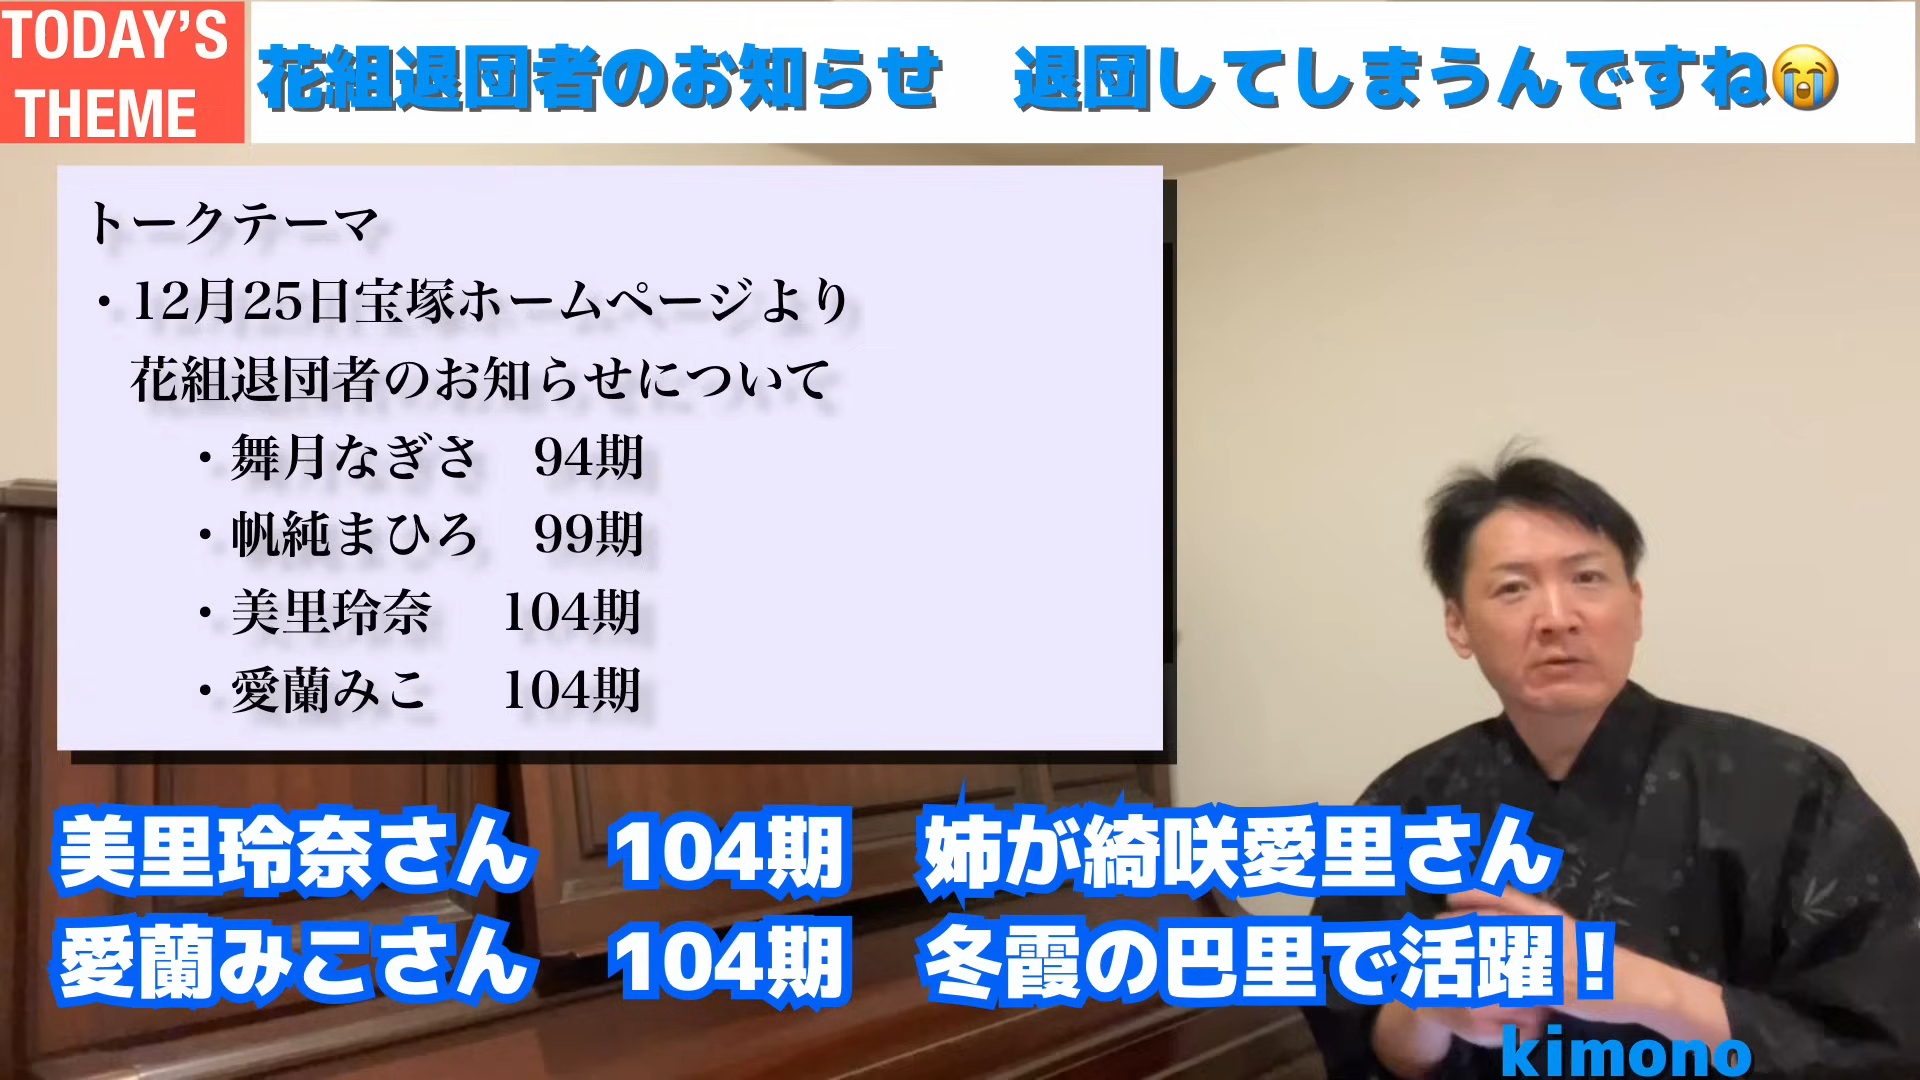 TODAY'S
THEME
花組退団者のお知らせ　退団してしまうんですね😭
トークテーマ
・12月25日宝塚ホームページより
花組退団者のお知らせについて
・舞月なぎさ　94期
・帆純まひろ　99期
・美里玲奈　104期
・愛蘭みこ　104期
美里玲奈さん　104期　姉が綺咲愛里さん
愛蘭みこさん　104期　冬霞の巴里で活躍！
kimono